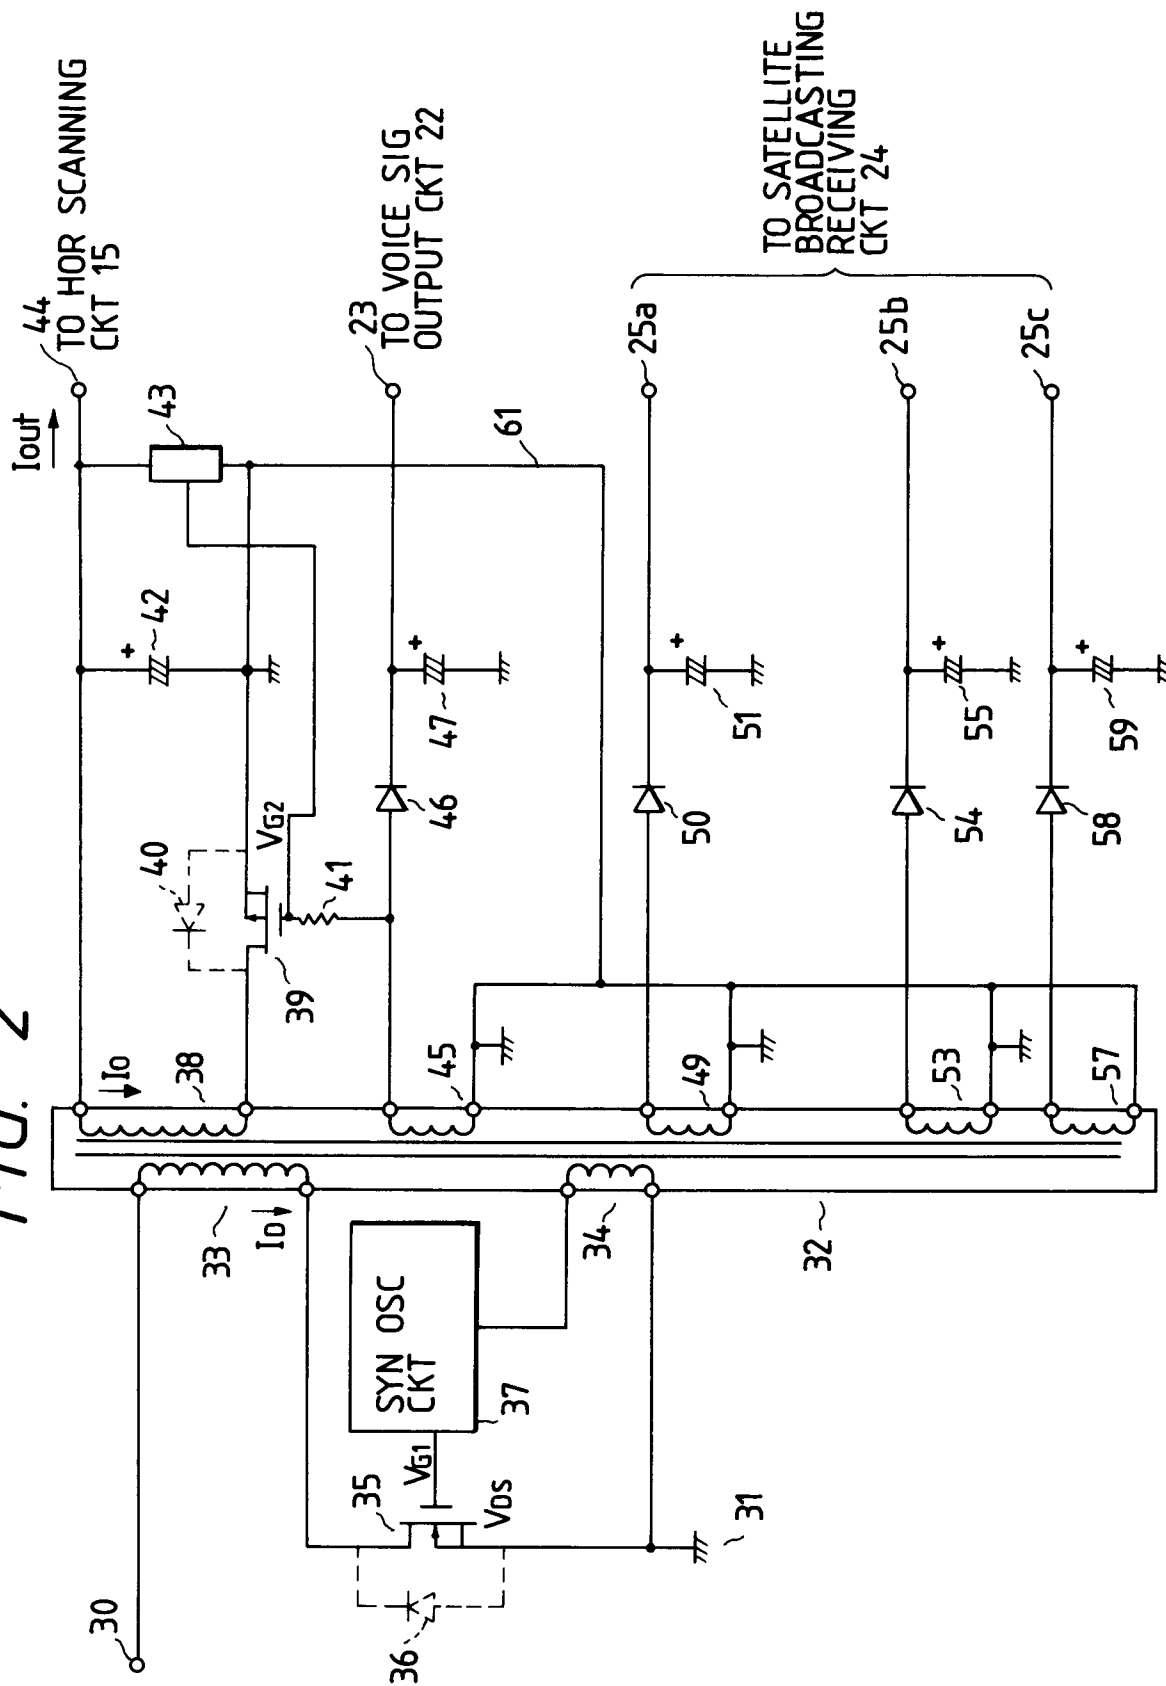 FIG. 2
44
TO HOR SCANNING
CKT 15
Iout
43
42
+
40
VG2
39
41
38
Io
23
TO VOICE SIG
OUTPUT CKT 22
61
47
+
46
45
25a
TO SATELLITE
BROADCASTING
RECEIVING
CKT 24
51
+
50
49
25b
55
+
54
53
25c
59
+
58
57
30
33
Io
34
32
SYN OSC
CKT
37
VG1
35
VDS
36
31